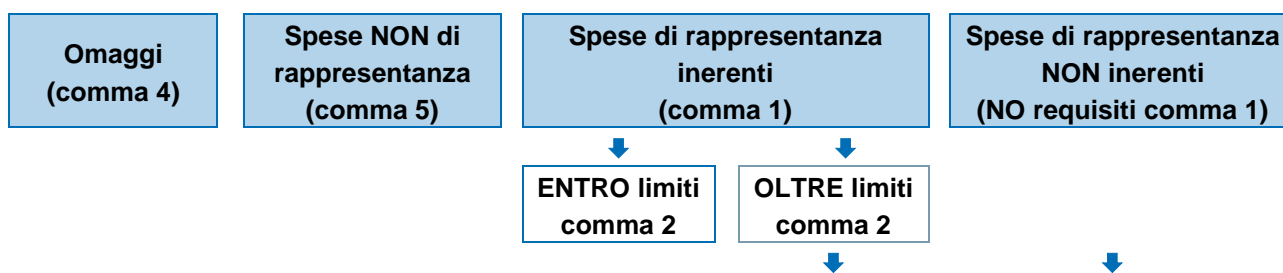 Omaggi
(comma 4)
Spese NON di
rappresentanza
(comma 5)
Spese di rappresentanza
inerenti
(comma 1)
Spese di rappresentanza
NON inerenti
(NO requisiti comma 1)
ENTRO limiti
comma 2
OLTRE limiti
comma 2